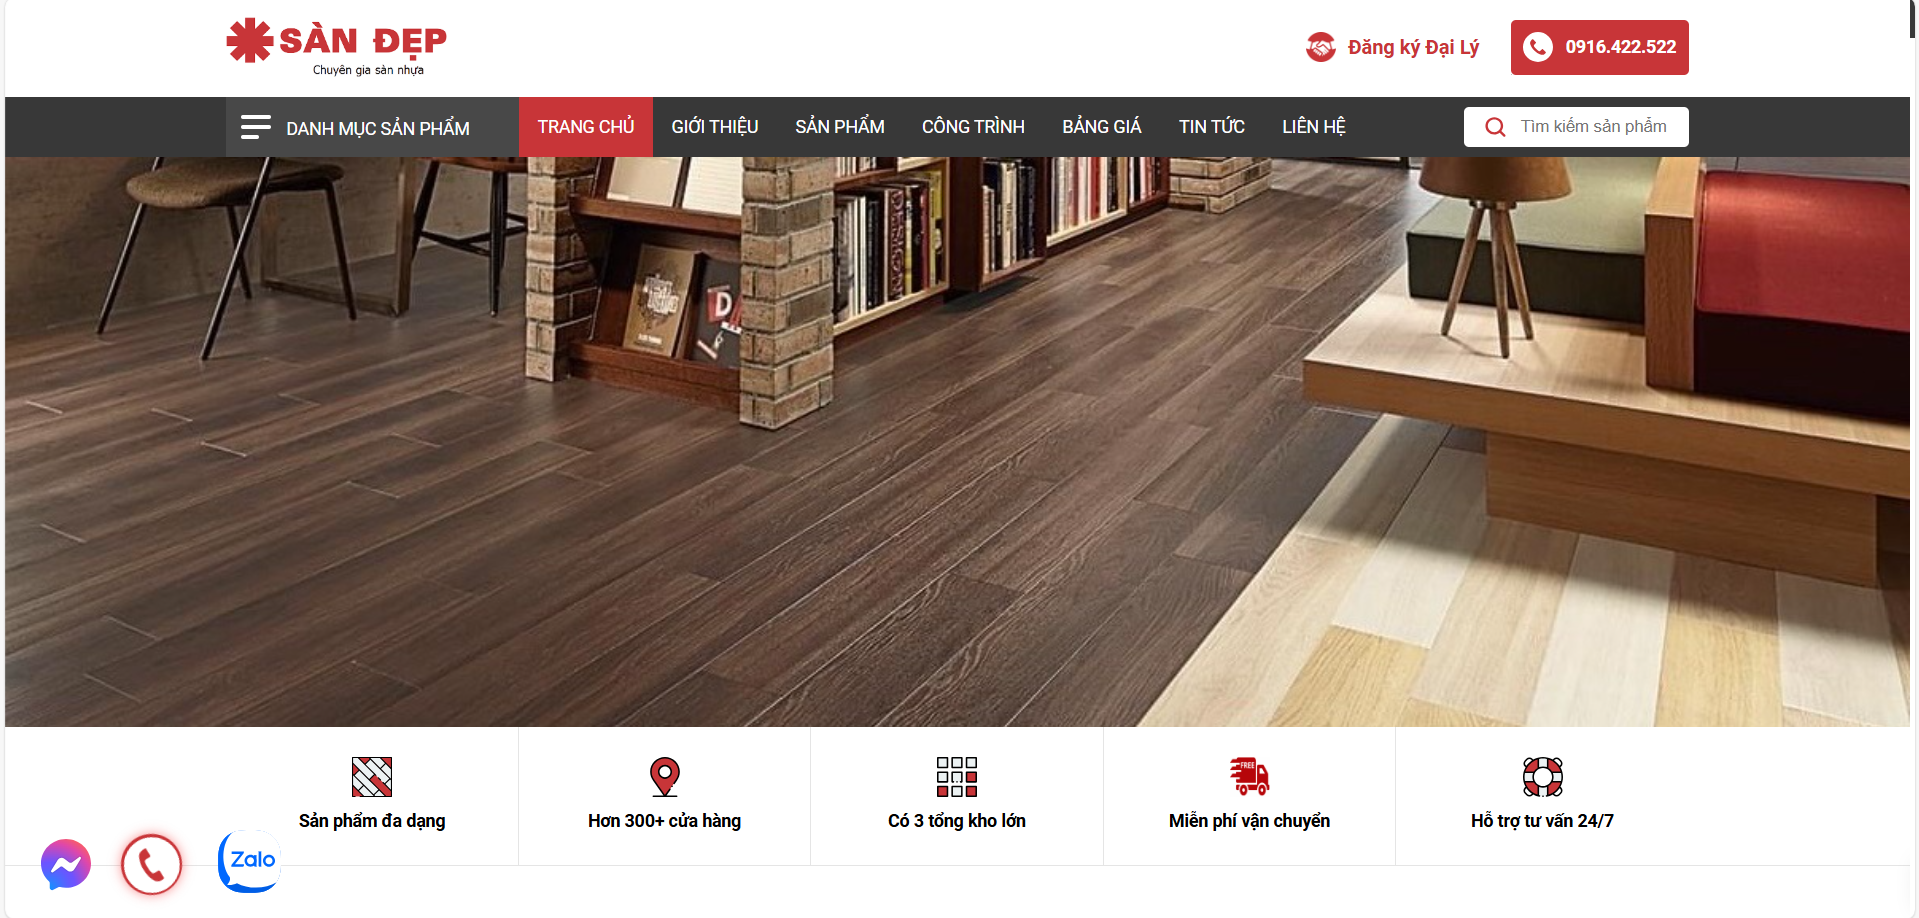 SÀN ĐẸP
Chuyên gia sàn nhựa
Đăng ký Đại Lý
0916.422.522
DANH MỤC SẢN PHẨM
TRANG CHỦ
GIỚI THIỆU
SẢN PHẨM
CÔNG TRÌNH
BẢNG GIÁ
TIN TỨC
LIÊN HỆ
Tìm kiếm sản phẩm
FREE
Sản phẩm đa dạng
Hơn 300+ cửa hàng
Có 3 tổng kho lớn
Miễn phí vận chuyển
Hỗ trợ tư vấn 24/7
Zalo